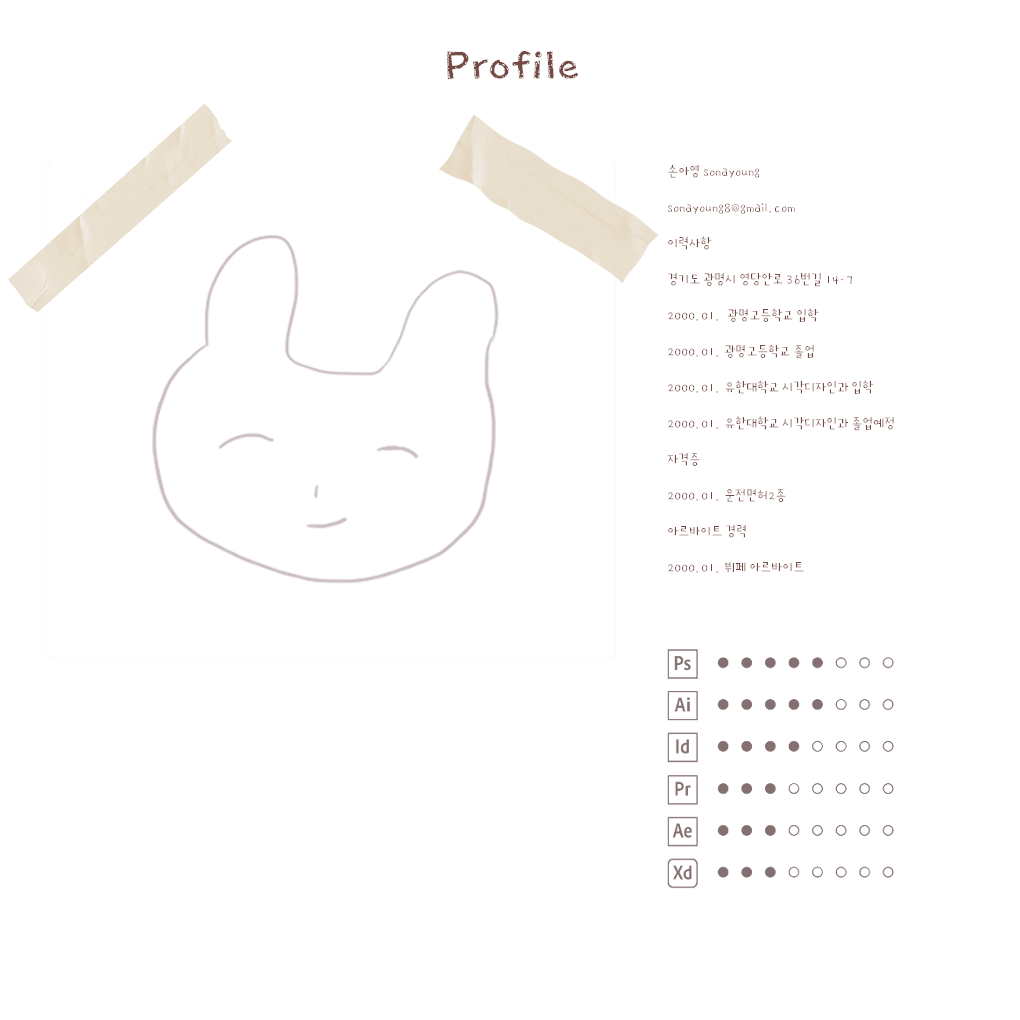 Profile
손아영 sonayoung
sonayoung8@gmail.com
이력사항
경기도 광명시 영당안로 36번길 14-7
2000.01. 광명고등학교 입학
2000.01. 광명고등학교 졸업
2000.01. 유한대학교 시각디자인과 입학
2000.01. 유한대학교 시각디자인과 졸업예정
자격증
2000.01. 운전면허2종
아르바이트 경력
2000.01. 뷔페 아르바이트
Ps
Ai
Id
Pr
Ae
Xd